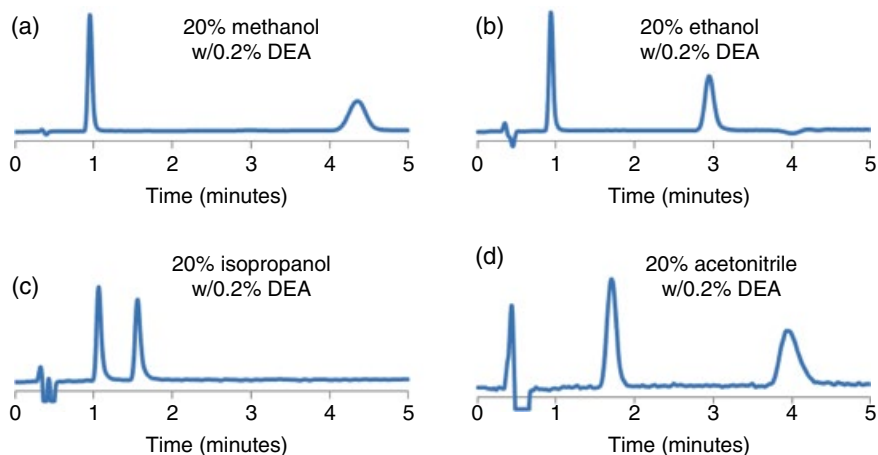 (a)
20% methanol
w/0.2% DEA
0 1 2 3 4 5
Time (minutes)
(b)
20% ethanol
w/0.2% DEA
0 1 2 3 4 5
Time (minutes)
(c)
20% isopropanol
w/0.2% DEA
0 1 2 3 4 5
Time (minutes)
(d)
20% acetonitrile
w/0.2% DEA
0 1 2 3 4 5
Time (minutes)